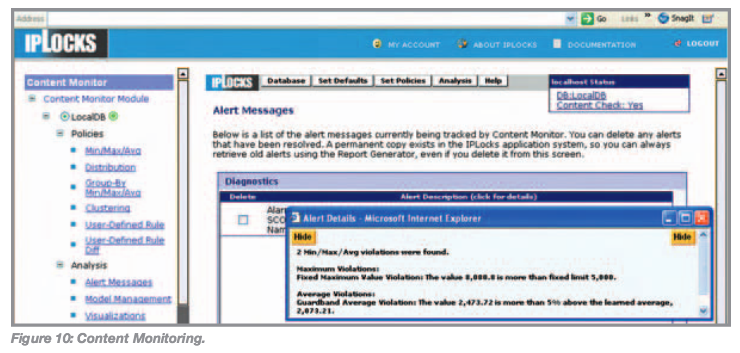 Address
Go
Links
»
SnagIt
IPLOCKS
MY ACCOUNT
ABOUT IPLOCKS
DOCUMENTATION
LOGOUT
Content Monitor
Content Monitor Module
LocalDB
Policies
Min/Max/Avg
Distribution
Group-By
Min/Max/Avg
Clustering
User-Defined Rule
User-Defined Rule
Diff
Analysis
Alert Messages
Model Management
Visualizations
IPLOCKS
Database
Set Defaults
Set Policies
Analysis
Help
localhost Status
DB:LocalDB
Content Check: Yes
Alert Messages
Below is a list of the alert messages currently being tracked by Content Monitor. You can delete any alerts
that have been resolved. A permanent copy exists in the IPLocks application system, so you can always
retrieve old alerts using the Report Generator, even if you delete it from this screen.
Diagnostics
Delete
Alert Description (click for details)
Alar
SCO
Nam
Alert Details - Microsoft Internet Explorer
Hide
Hide
2 Min/Max/Avg violations were found.
Maximum Violations:
Fixed Maximum Value Violation: The value 8,000.8 is more than fixed limit 5,000.
Average Violations:
Guardband Average Violation: The value 2,473.72 is more than 5% above the learned average,
2,073.21.
Figure 10: Content Monitoring.